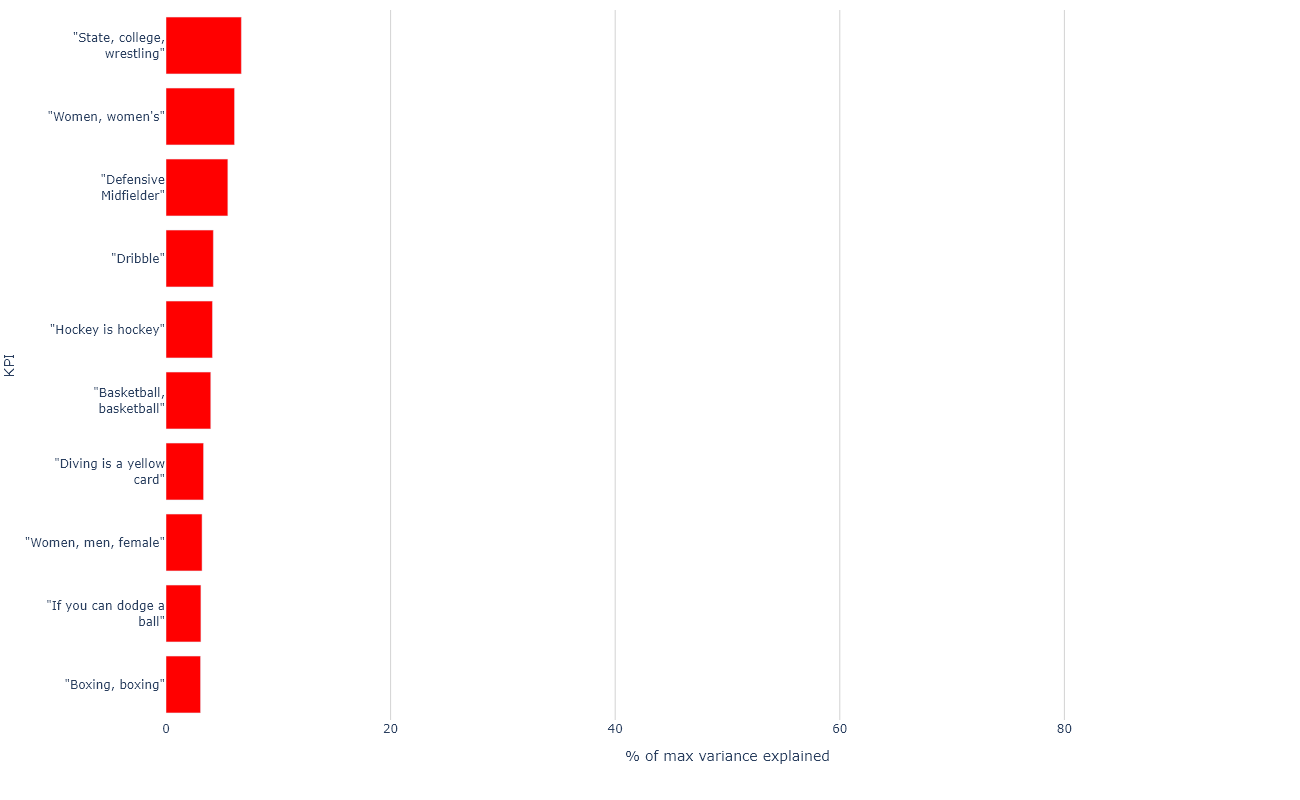 "State, college,
wrestling"
"Women, women's"
"Defensive
Midfielder"
"Dribble"
"Hockey is hockey"
KPI
"Basketball,
basketball"
"Diving is a yellow
card"
"Women, men, female"
"If you can dodge a
ball"
"Boxing, boxing"
0 20 40 60 80
% of max variance explained